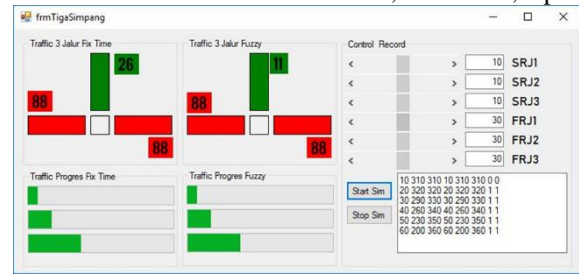 frmTigaSimpang
Traffic 3 Jalur Fix Time
26
88
88
Traffic 3 Jalur Fuzzy
11
88
88
Control Record
< > 10 SRJ1
< > 10 SRJ2
< > 10 SRJ3
< > 30 FRJ1
< > 30 FRJ2
< > 30 FRJ3
Traffic Progres Fix Time
Traffic Progres Fuzzy
Start Sim
Stop Sim
10 310 310 10 310 310 0 0
20 320 320 20 320 320 1 1
30 290 330 30 290 330 1 1
40 260 340 40 260 340 1 1
50 230 350 50 230 350 1 1
60 200 360 60 200 360 1 1